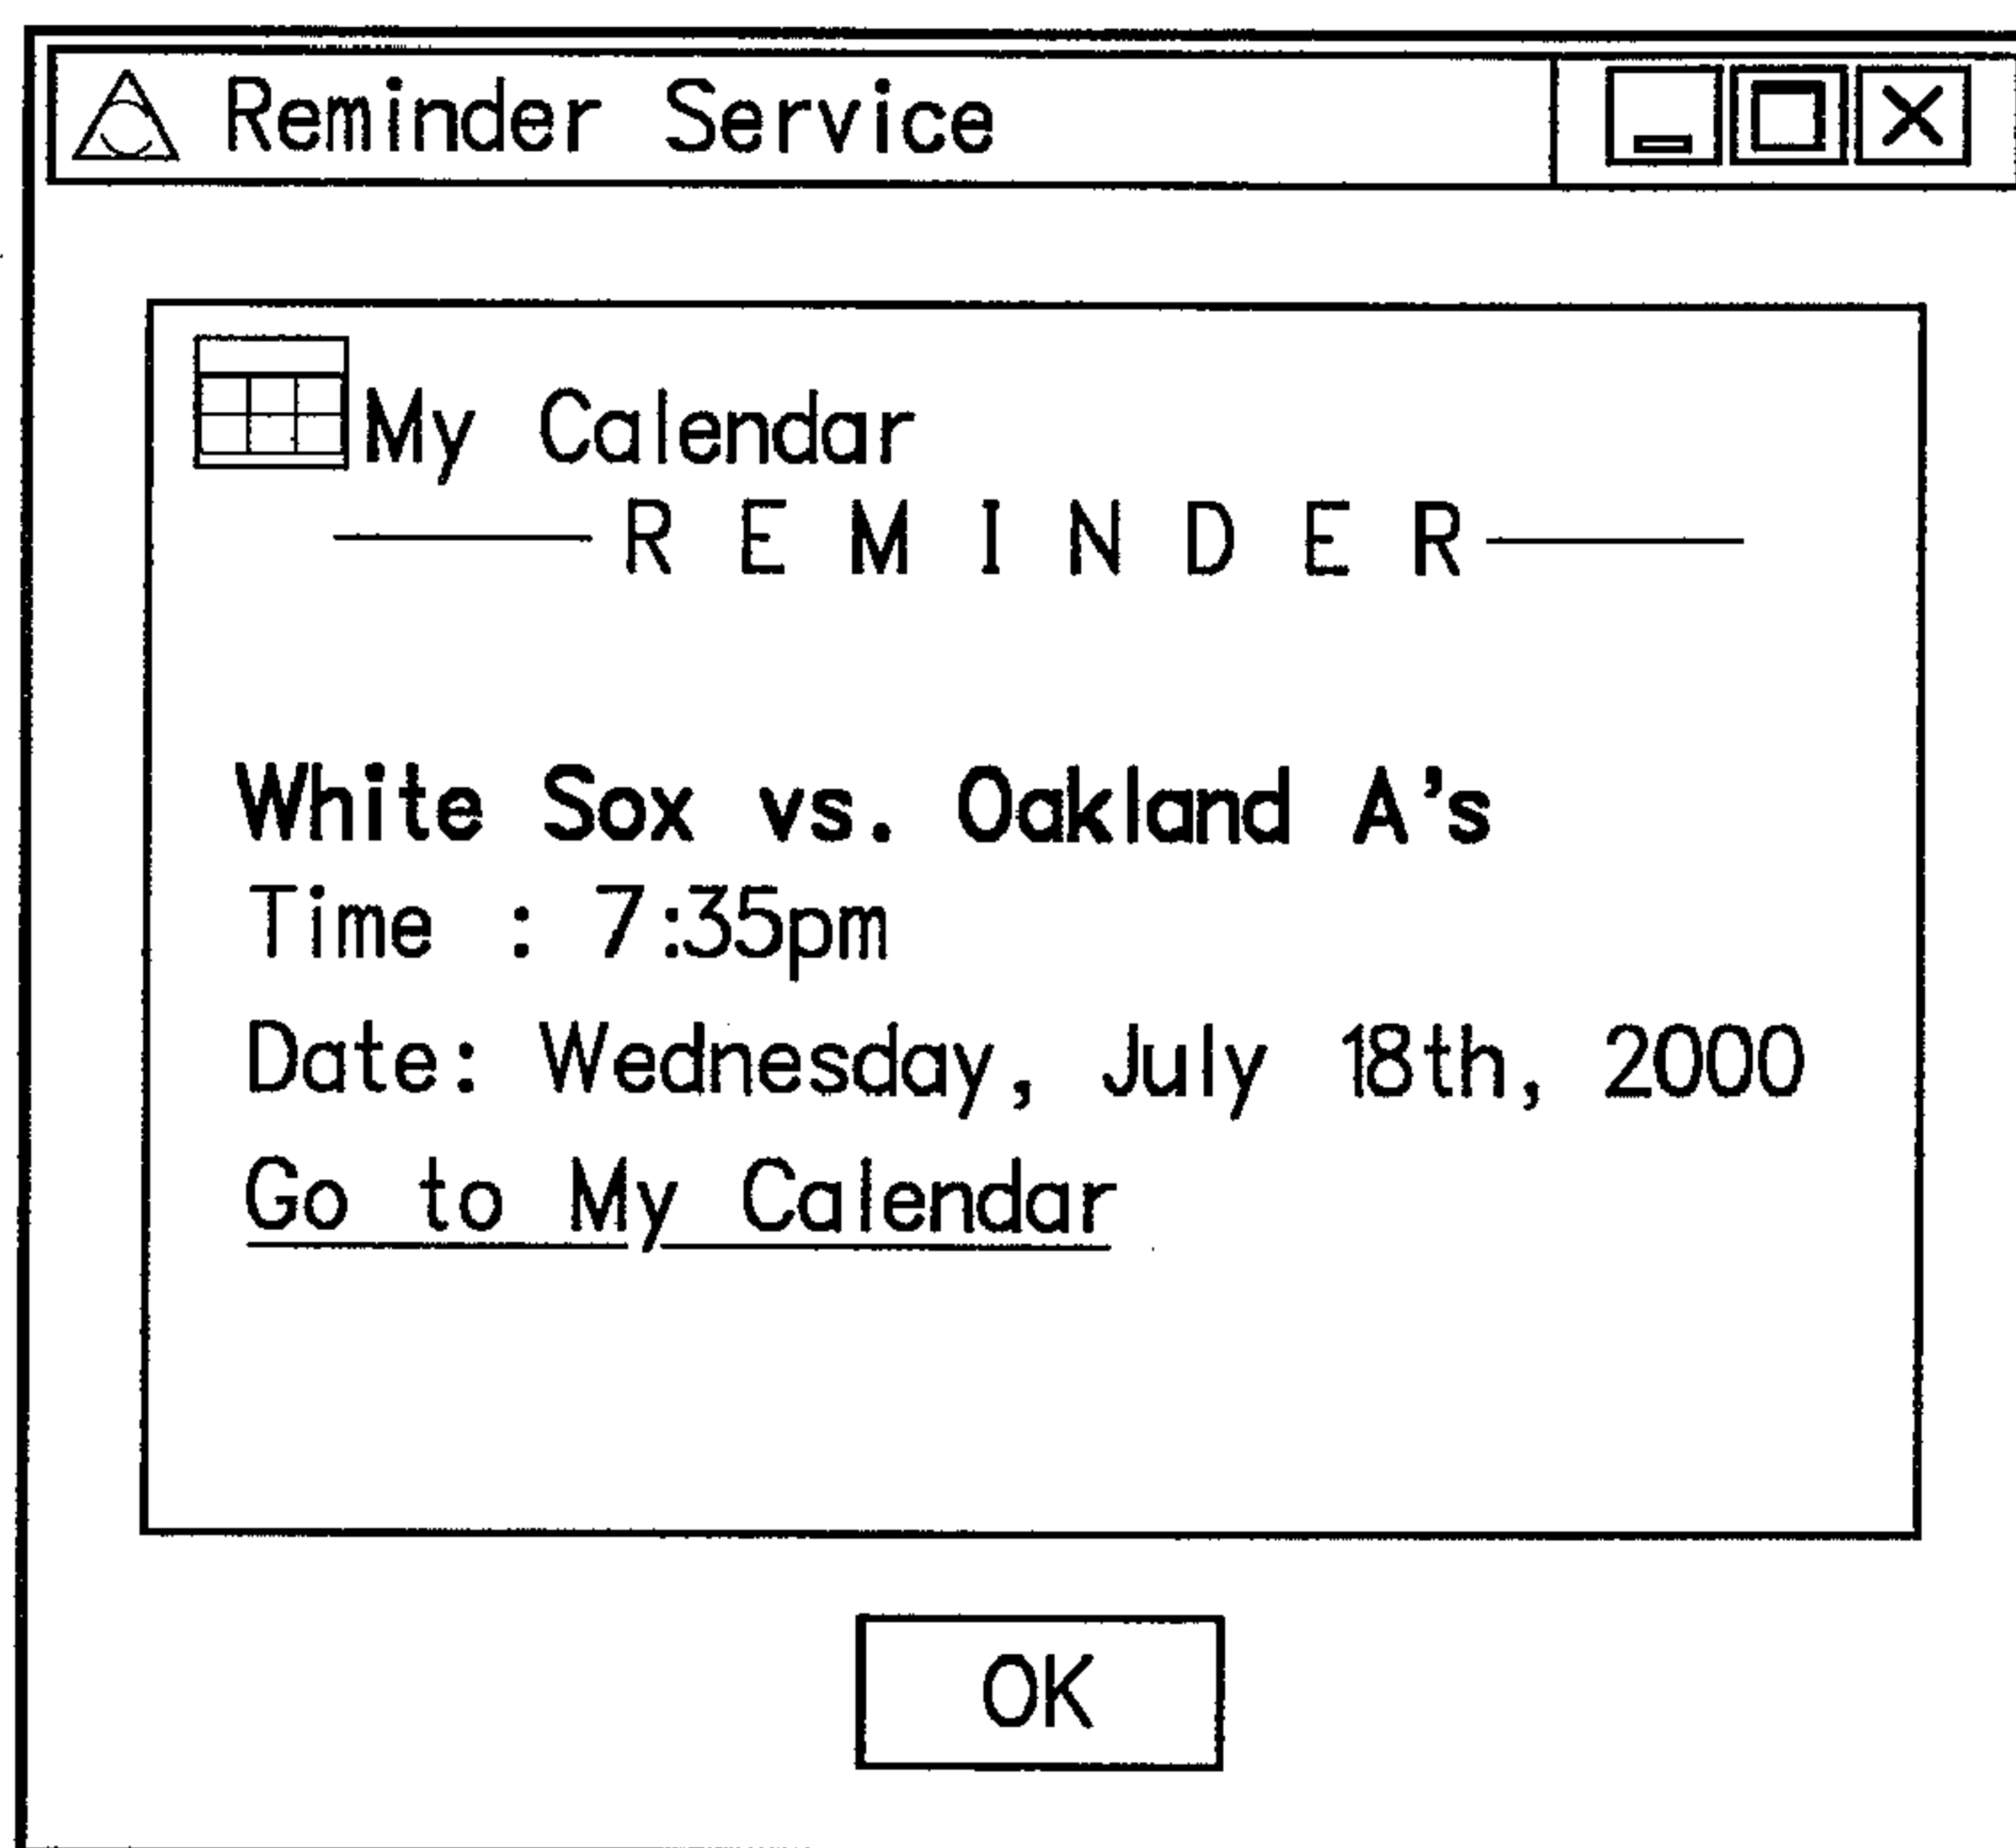 Reminder Service
My Calendar
REMINDER
White Sox vs. Oakland A's
Time : 7:35pm
Date: Wednesday, July 18th, 2000
Go to My Calendar
OK